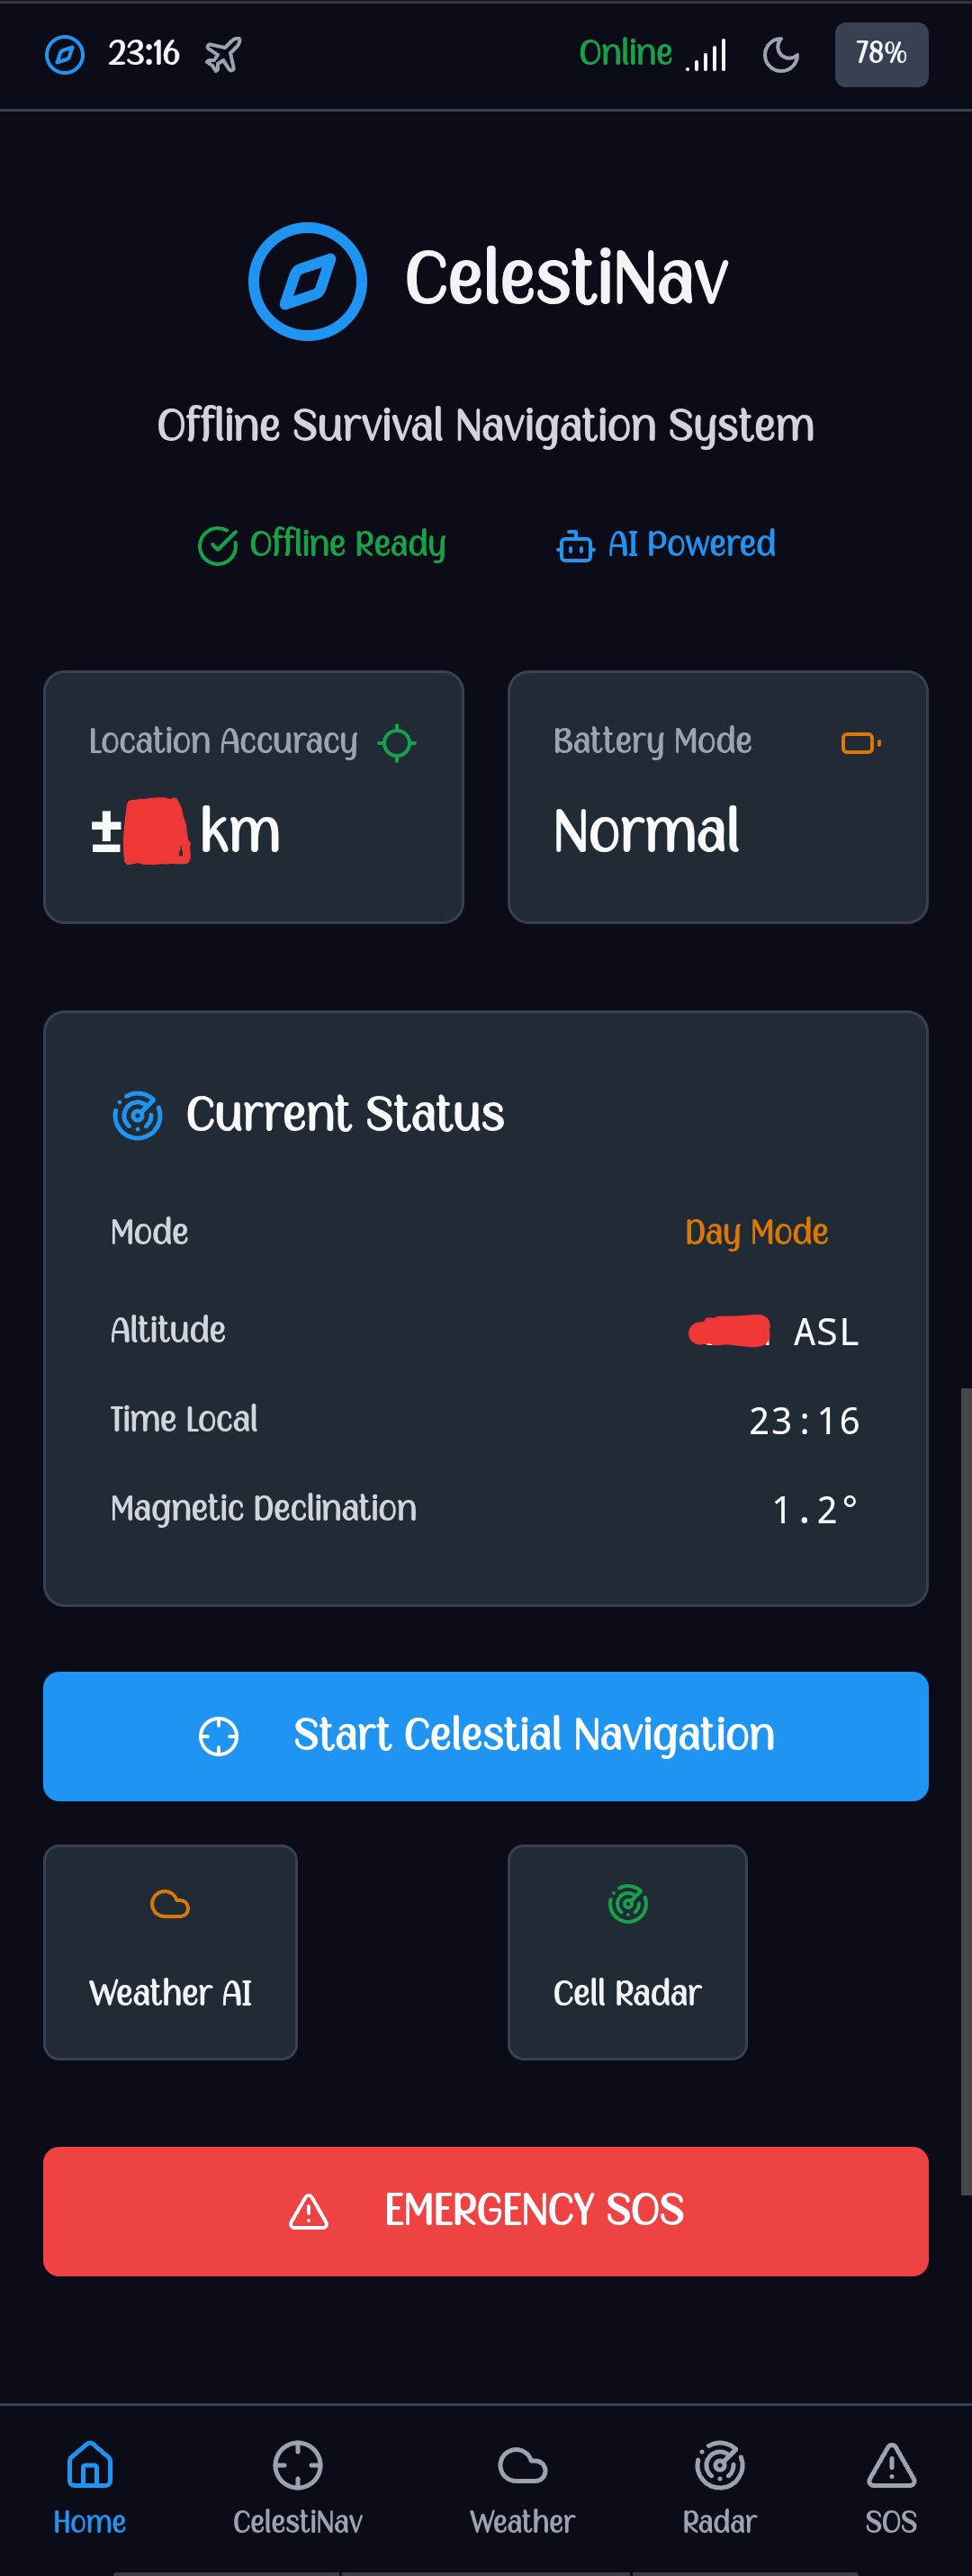 23:16 Online 78%
CelestiNav
Offline Survival Navigation System
Offline Ready AI Powered
Location Accuracy Battery Mode
± km Normal
Current Status
Mode Day Mode
Altitude ASL
Time Local 23:16
Magnetic Declination 1.2°
Start Celestial Navigation
Weather AI Cell Radar
EMERGENCY SOS
Home CelestiNav Weather Radar SOS